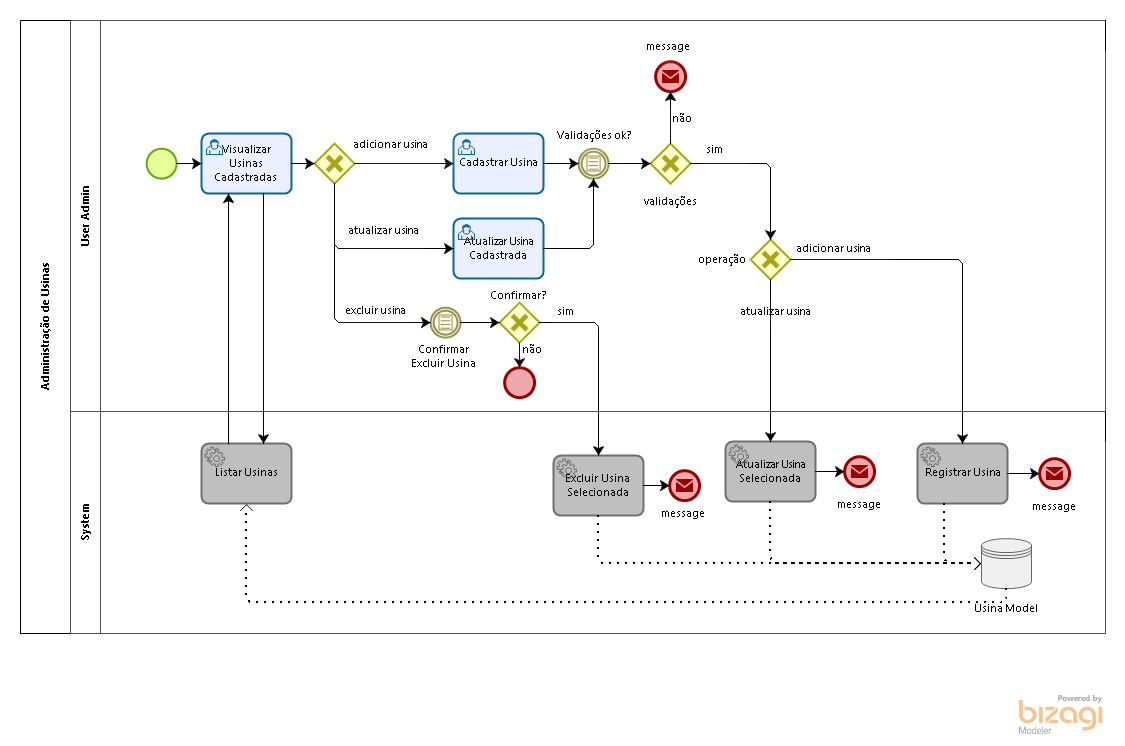 Administração de Usinas
User Admin
System
message
não
Validações ok?
adicionar usina
sim
Visualizar
Usinas
Cadastradas
Cadastrar Usina
validações
atualizar usina
Atualizar Usina
Cadastrada
operação
adicionar usina
atualizar usina
excluir usina
Confirmar?
sim
Confirmar
Excluir Usina
não
Listar Usinas
Excluir Usina
Selecionada
message
Atualizar Usina
Selecionada
message
Registrar Usina
message
Usina Model
Powered by
bizagi
Modeler